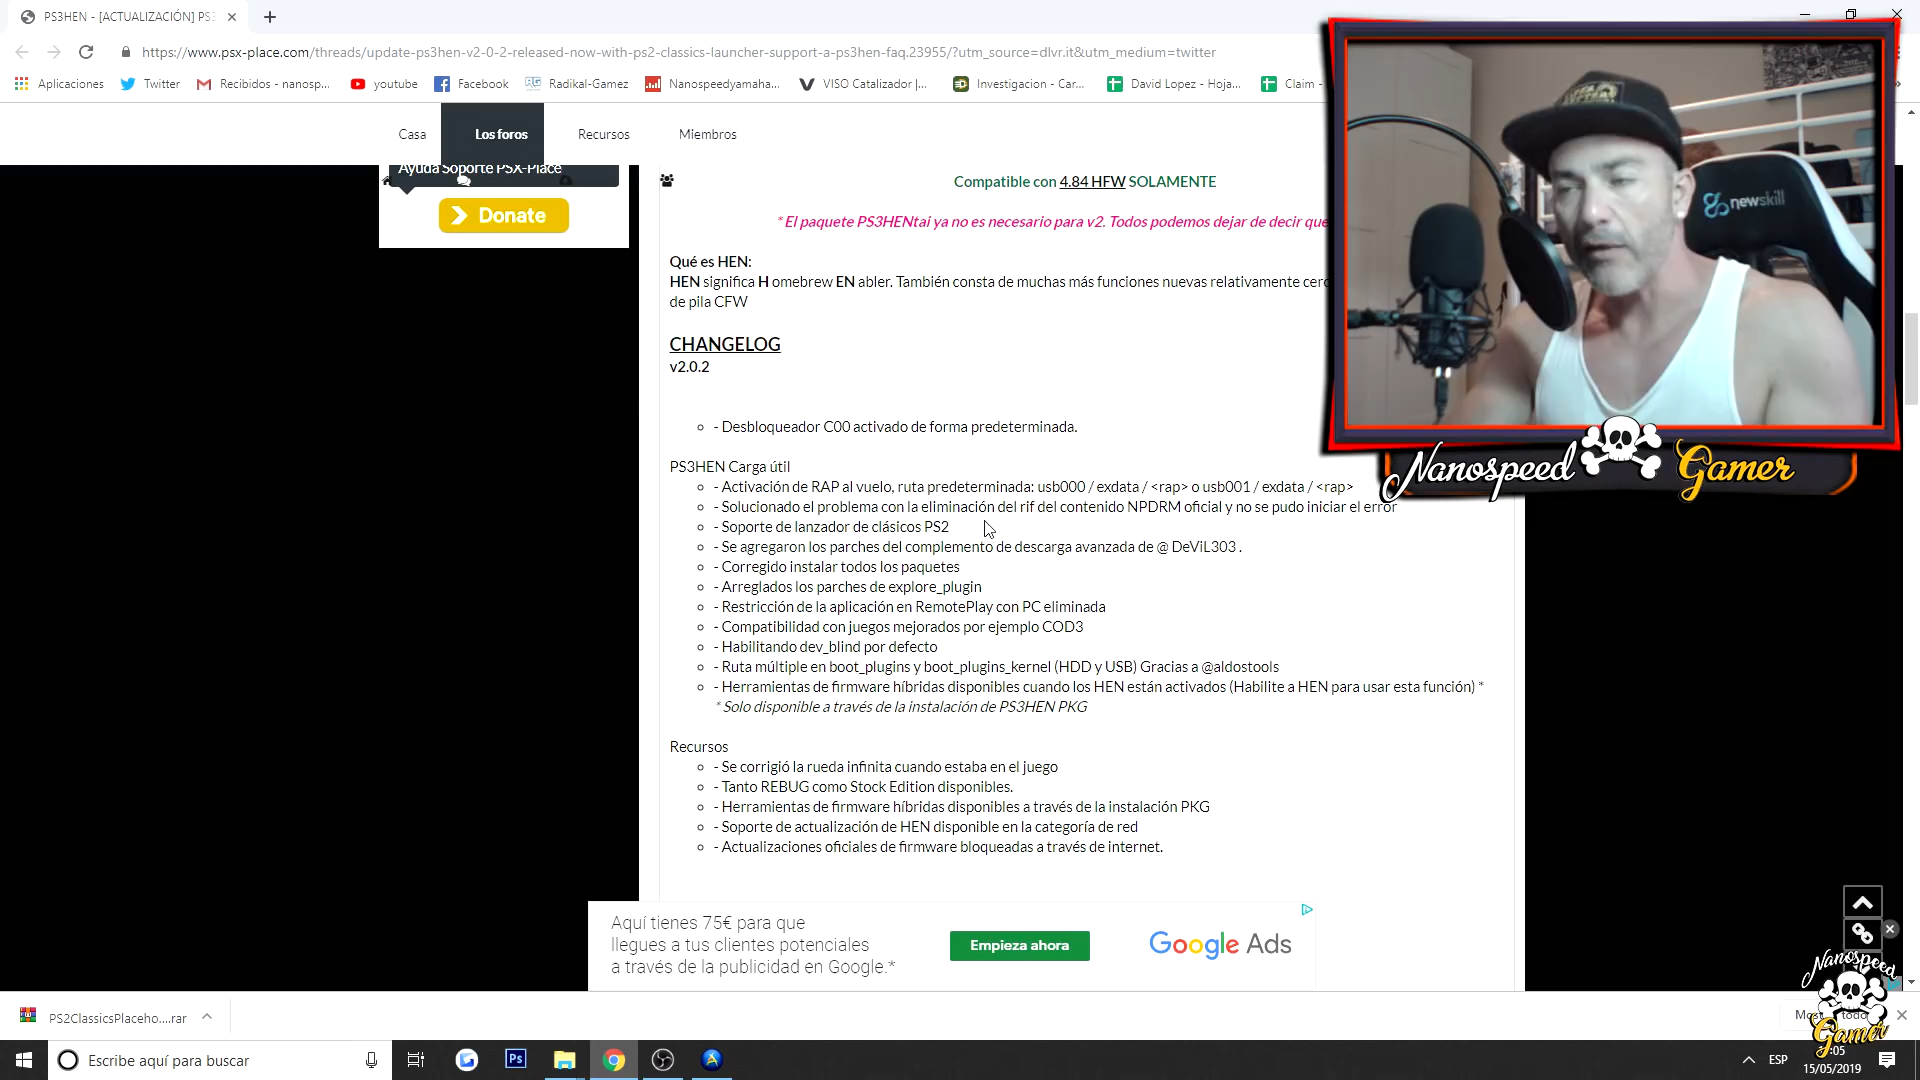 PS3HEN - [ACTUALIZACIÓN] PS3
https://www.psx-place.com/threads/update-ps3hen-v2-0-2-released-now-with-ps2-classics-launcher-support-a-ps3hen-faq.23955/?utm_source=dlvr.it&utm_medium=twitter
Aplicaciones Twitter Recibidos - nanosp... youtube Facebook Radikal-Gamez Nanospeedyamaha... VISO Catalizador |... Investigacion - Car... David Lopez - Hoja... Claim -
Casa Los foros Recursos Miembros
Ayuda Soporte PSX-Place
Donate
Compatible con 4.84 HFW SOLAMENTE
* El paquete PS3HENtai ya no es necesario para v2. Todos podemos dejar de decir que
Qué es HEN:
HEN significa H omebrew EN abler. También consta de muchas más funciones nuevas relativamente cerc
de pila CFW
CHANGELOG
v2.0.2
- Desbloqueador C00 activado de forma predeterminada.
PS3HEN Carga útil
- Activación de RAP al vuelo, ruta predeterminada: usb000 / exdata / <rap> o usb001 / exdata / <rap>
- Solucionado el problema con la eliminación del rif del contenido NPDRM oficial y no se pudo iniciar el error
- Soporte de lanzador de clásicos PS2
- Se agregaron los parches del complemento de descarga avanzada de @ DeViL303 .
- Corregido instalar todos los paquetes
- Arreglados los parches de explore_plugin
- Restricción de la aplicación en RemotePlay con PC eliminada
- Compatibilidad con juegos mejorados por ejemplo COD3
- Habilitando dev_blind por defecto
- Ruta múltiple en boot_plugins y boot_plugins_kernel (HDD y USB) Gracias a @aldostools
- Herramientas de firmware híbridas disponibles cuando los HEN están activados (Habilite a HEN para usar esta función) *
* Solo disponible a través de la instalación de PS3HEN PKG
Recursos
- Se corrigió la rueda infinita cuando estaba en el juego
- Tanto REBUG como Stock Edition disponibles.
- Herramientas de firmware híbridas disponibles a través de la instalación PKG
- Soporte de actualización de HEN disponible en la categoría de red
- Actualizaciones oficiales de firmware bloqueadas a través de internet.
newskill
Nanospeed Gamer
Aquí tienes 75€ para que
llegues a tus clientes potenciales
a través de la publicidad en Google.*
Empieza ahora
Google Ads
Nanospeed
Gamer
PS2ClassicsPlaceho....rar
Escribe aquí para buscar
Ps
ESP
:05
15/05/2019